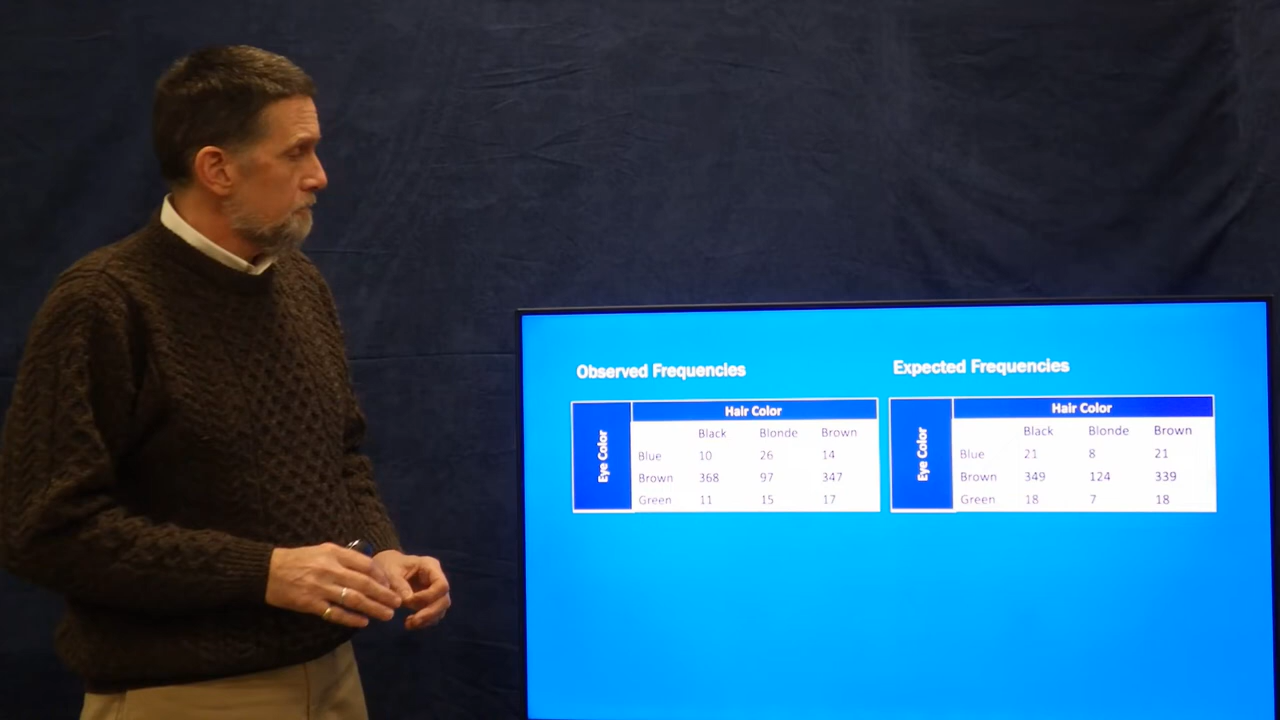 Observed Frequencies
Hair Color
Eye Color
Black Blonde Brown
Blue 10 26 14
Brown 368 97 347
Green 11 15 17
Expected Frequencies
Hair Color
Eye Color
Black Blonde Brown
Blue 21 8 21
Brown 349 124 339
Green 18 7 18